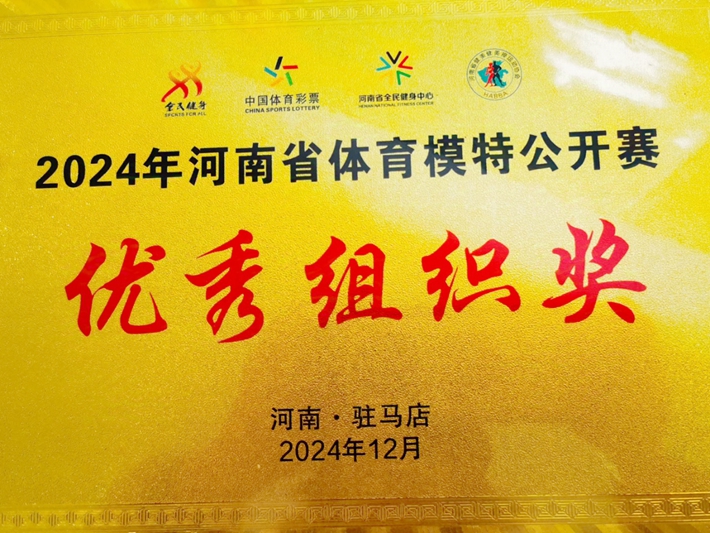 全民健身 中国体育彩票 河南省全民健身中心
SPORTS FOR ALL CHINA SPORTS LOTTERY HENAN NATIONAL FITNESS CENTER
2024年河南省体育模特公开赛
优秀组织奖
河南·驻马店
2024年12月